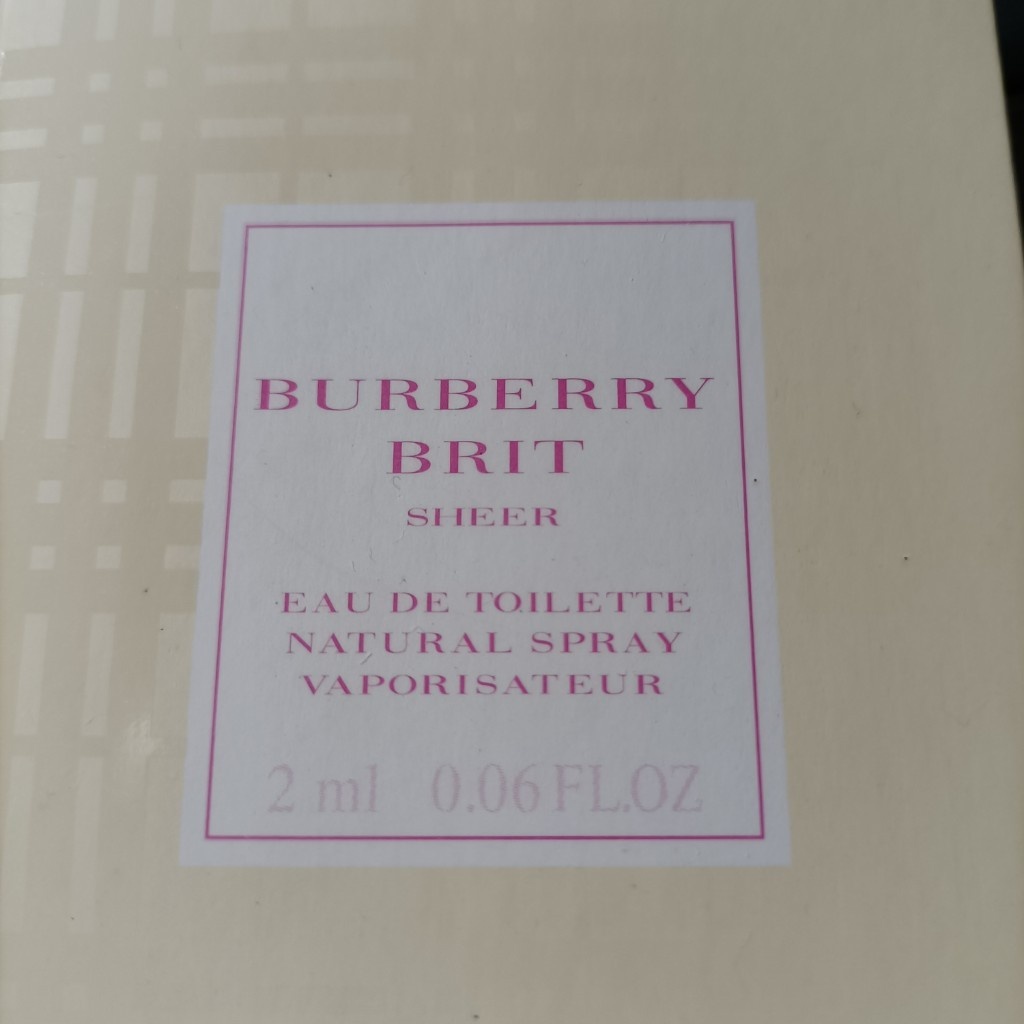 BURBERRY
BRIT
SHEER
EAU DE TOILETTE
NATURAL SPRAY
VAPORISATEUR
2 ml 0.06 FL.OZ